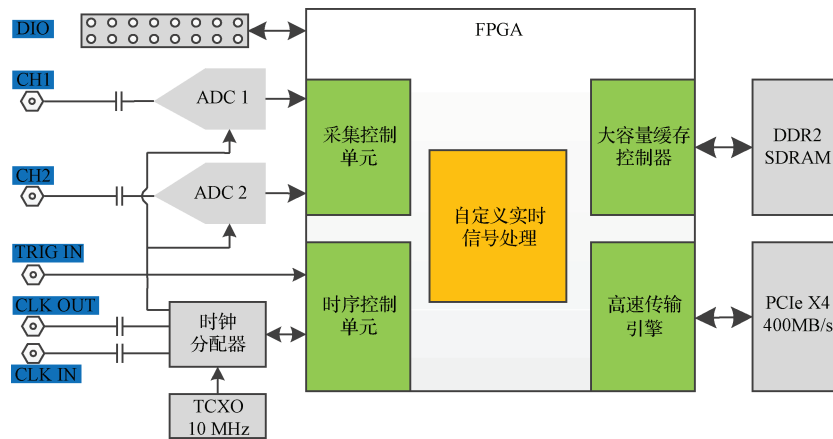 DIO
FPGA
CH1
ADC 1
采集控制
单元
大容量缓存
控制器
DDR2
SDRAM
CH2
ADC 2
自定义实时
信号处理
TRIG IN
CLK OUT
时钟
分配器
时序控制
单元
高速传输
引擎
PCIe X4
400MB/s
CLK IN
TCXO
10 MHz